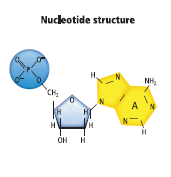 Nucleotide structure
O O⁻
P
O⁻ O
CH₂
O
H H
H H
OH H
H
N
N
N
N
NH₂
A
N
H